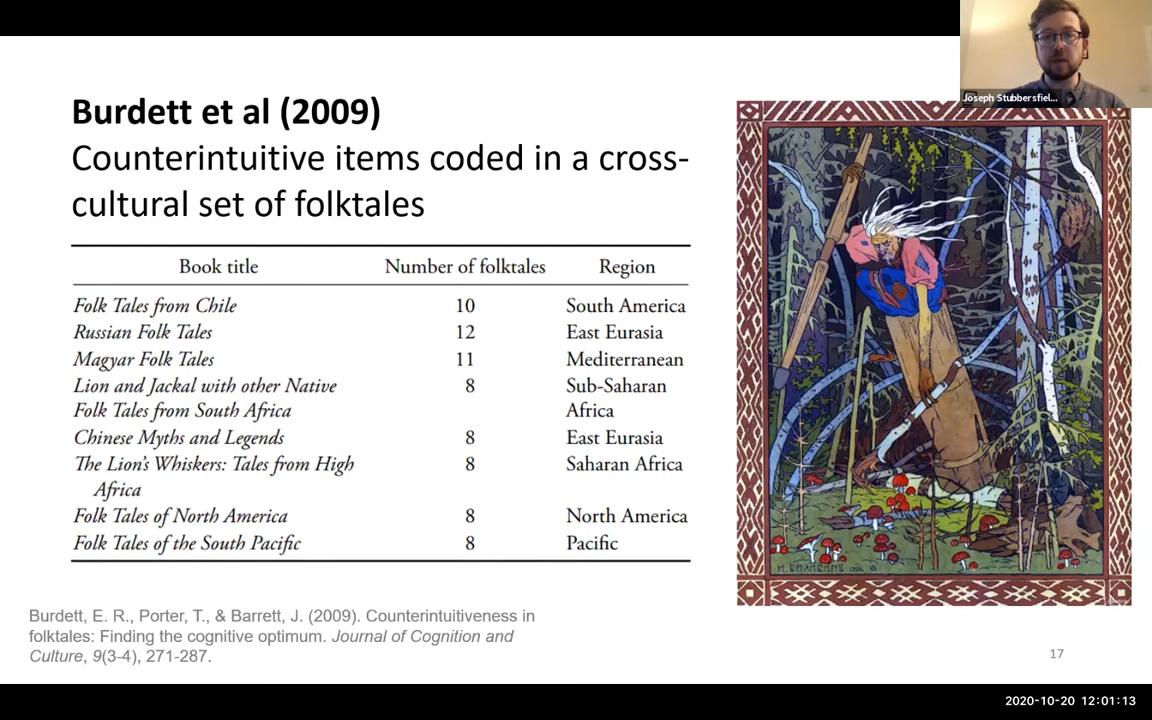 Joseph Stubbersfiel...
Burdett et al (2009)
Counterintuitive items coded in a cross-
cultural set of folktales
Book title Number of folktales Region
Folk Tales from Chile 10 South America
Russian Folk Tales 12 East Eurasia
Magyar Folk Tales 11 Mediterranean
Lion and Jackal with other Native 8 Sub-Saharan
Folk Tales from South Africa Africa
Chinese Myths and Legends 8 East Eurasia
The Lion's Whiskers: Tales from High 8 Saharan Africa
Africa
Folk Tales of North America 8 North America
Folk Tales of the South Pacific 8 Pacific
Burdett, E. R., Porter, T., & Barrett, J. (2009). Counterintuitiveness in
folktales: Finding the cognitive optimum. Journal of Cognition and
Culture, 9(3-4), 271-287.
17
2020-10-20 12:01:13